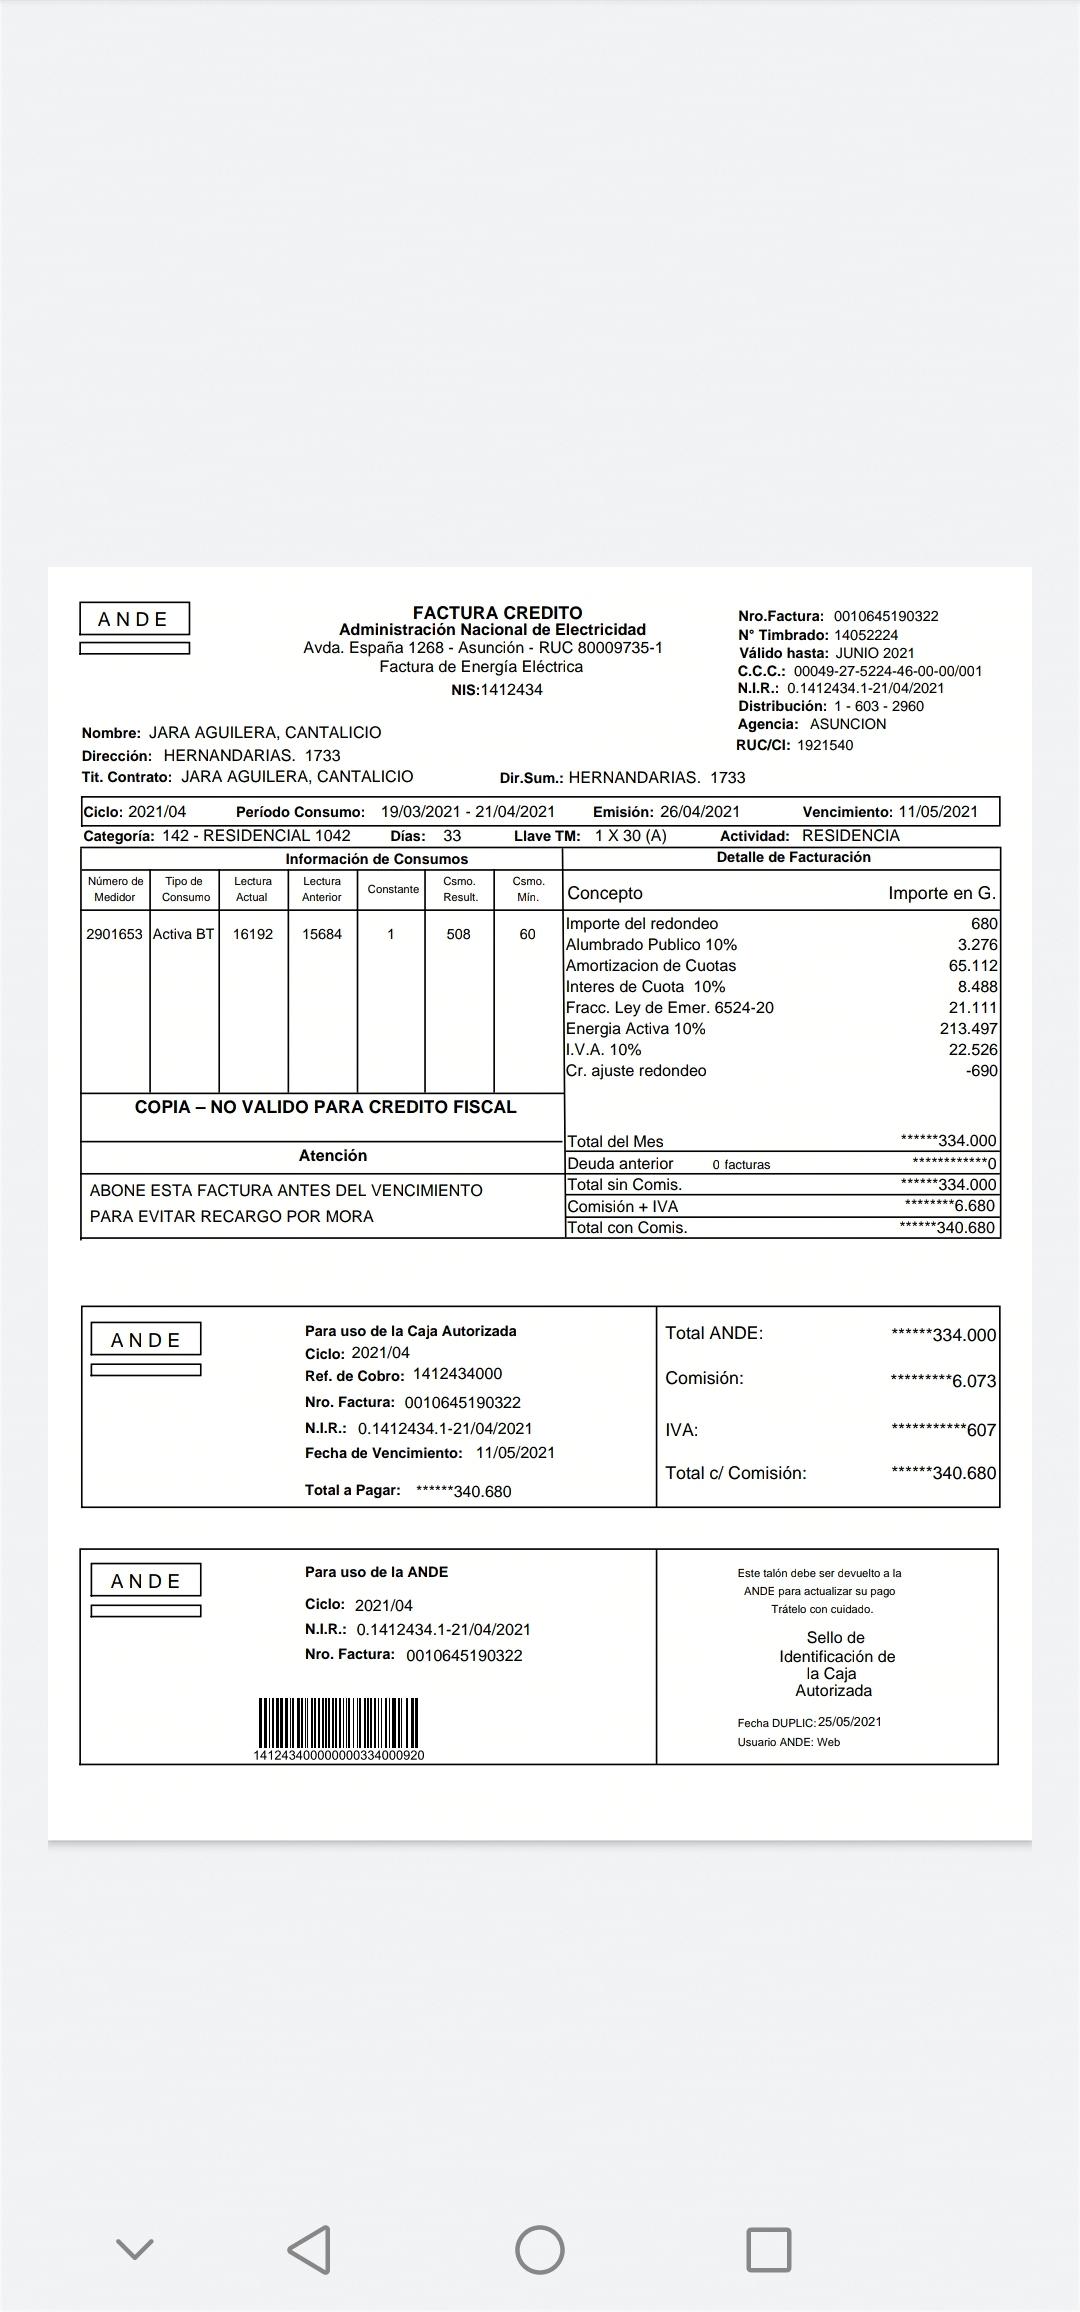 ANDE
FACTURA CREDITO
Administración Nacional de Electricidad
Avda. España 1268 - Asunción - RUC 80009735-1
Factura de Energía Eléctrica
NIS:1412434
Nro.Factura: 0010645190322
N° Timbrado: 14052224
Válido hasta: JUNIO 2021
C.C.C.: 00049-27-5224-46-00-00/001
N.I.R.: 0.1412434.1-21/04/2021
Distribución: 1 - 603 - 2960
Agencia: ASUNCION
RUC/CI: 1921540
Nombre: JARA AGUILERA, CANTALICIO
Dirección: HERNANDARIAS. 1733
Tit. Contrato: JARA AGUILERA, CANTALICIO Dir.Sum.: HERNANDARIAS. 1733
Ciclo: 2021/04 Período Consumo: 19/03/2021 - 21/04/2021 Emisión: 26/04/2021 Vencimiento: 11/05/2021
Categoría: 142 - RESIDENCIAL 1042 Días: 33 Llave TM: 1 X 30 (A) Actividad: RESIDENCIA
Información de Consumos
Número de Medidor Tipo de Consumo Lectura Actual Lectura Anterior Constante Csmo. Result. Csmo. Mín.
2901653 Activa BT 16192 15684 1 508 60
COPIA – NO VALIDO PARA CREDITO FISCAL
Atención
ABONE ESTA FACTURA ANTES DEL VENCIMIENTO
PARA EVITAR RECARGO POR MORA
Detalle de Facturación
Concepto Importe en G.
Importe del redondeo 680
Alumbrado Publico 10% 3.276
Amortizacion de Cuotas 65.112
Interes de Cuota 10% 8.488
Fracc. Ley de Emer. 6524-20 21.111
Energia Activa 10% 213.497
I.V.A. 10% 22.526
Cr. ajuste redondeo -690
Total del Mes ******334.000
Deuda anterior 0 facturas ************0
Total sin Comis. ******334.000
Comisión + IVA ********6.680
Total con Comis. ******340.680
ANDE
Para uso de la Caja Autorizada
Ciclo: 2021/04
Ref. de Cobro: 1412434000
Nro. Factura: 0010645190322
N.I.R.: 0.1412434.1-21/04/2021
Fecha de Vencimiento: 11/05/2021
Total a Pagar: ******340.680
Total ANDE: ******334.000
Comisión: *********6.073
IVA: ***********607
Total c/ Comisión: ******340.680
ANDE
Para uso de la ANDE
Ciclo: 2021/04
N.I.R.: 0.1412434.1-21/04/2021
Nro. Factura: 0010645190322
141243400000000334000920
Este talón debe ser devuelto a la
ANDE para actualizar su pago
Trátelo con cuidado.
Sello de
Identificación de
la Caja
Autorizada
Fecha DUPLIC: 25/05/2021
Usuario ANDE: Web